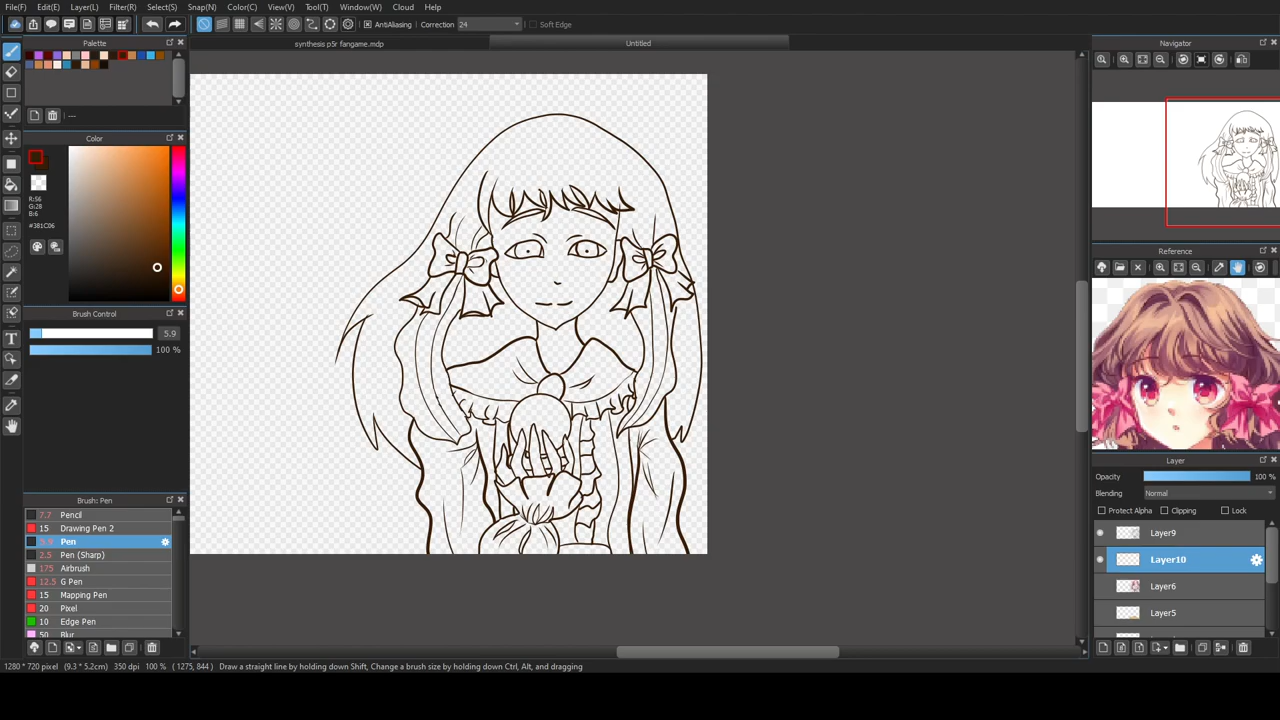 File(F) Edit(E) Layer(L) Filter(R) Select(S) Snap(N) Color(C) View(V) Tool(T) Window(W) Cloud Help
AntiAliasing Correction 24 Soft Edge
Palette
synthesis p5r fangame.mdp Untitled
Navigator
---
Color
R:56
G:28
B:6
#381C06
Reference
Brush Control
5.9
100 %
Layer
Opacity 100 %
Blending Normal
Protect Alpha Clipping Lock
Layer9
Layer10
Layer6
Layer5
Brush: Pen
7.7 Pencil
15 Drawing Pen 2
5.9 Pen
2.5 Pen (Sharp)
175 Airbrush
12.5 G Pen
15 Mapping Pen
20 Pixel
10 Edge Pen
50 Blur
1280 * 720 pixel (9.3 * 5.2cm) 350 dpi 100 % ( 1275, 844 ) Draw a straight line by holding down Shift, Change a brush size by holding down Ctrl, Alt, and dragging